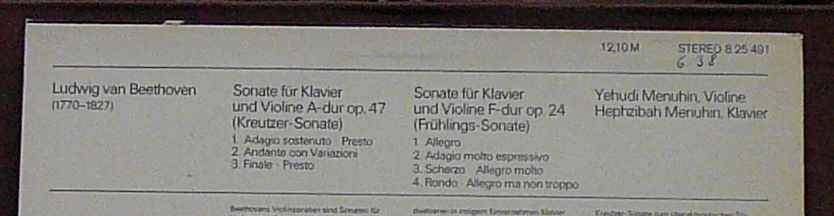 12,10 M
STEREO 8 25 491
6 38
Ludwig van Beethoven
(1770–1827)
Sonate für Klavier
und Violine A-dur op. 47
(Kreutzer-Sonate)
1. Adagio sostenuto · Presto
2. Andante con Variazioni
3. Finale · Presto
Sonate für Klavier
und Violine F-dur op. 24
(Frühlings-Sonate)
1. Allegro
2. Adagio molto espressivo
3. Scherzo · Allegro molto
4. Rondo · Allegro ma non troppo
Yehudi Menuhin, Violine
Hephzibah Menuhin, Klavier